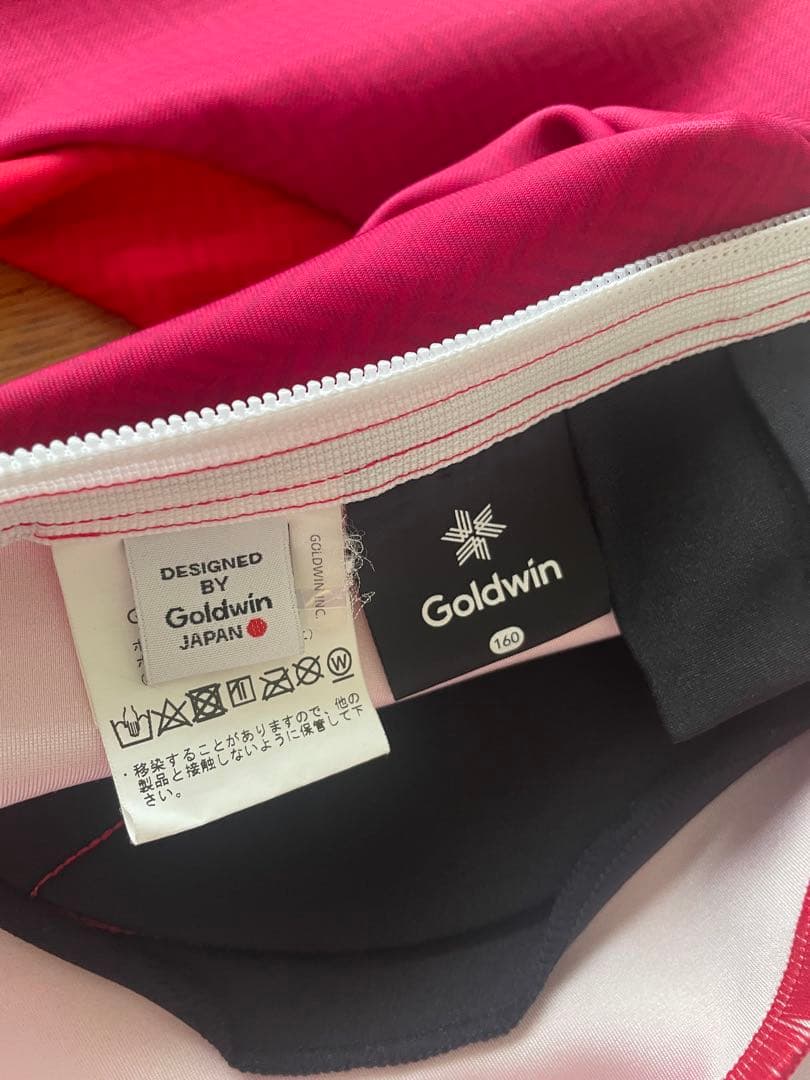 DESIGNED
BY
Goldwin
JAPAN
GOLDWIN INC.
W
・移染することがありますので、他の
製品と接触しないように保管して下
さい。
Goldwin
160